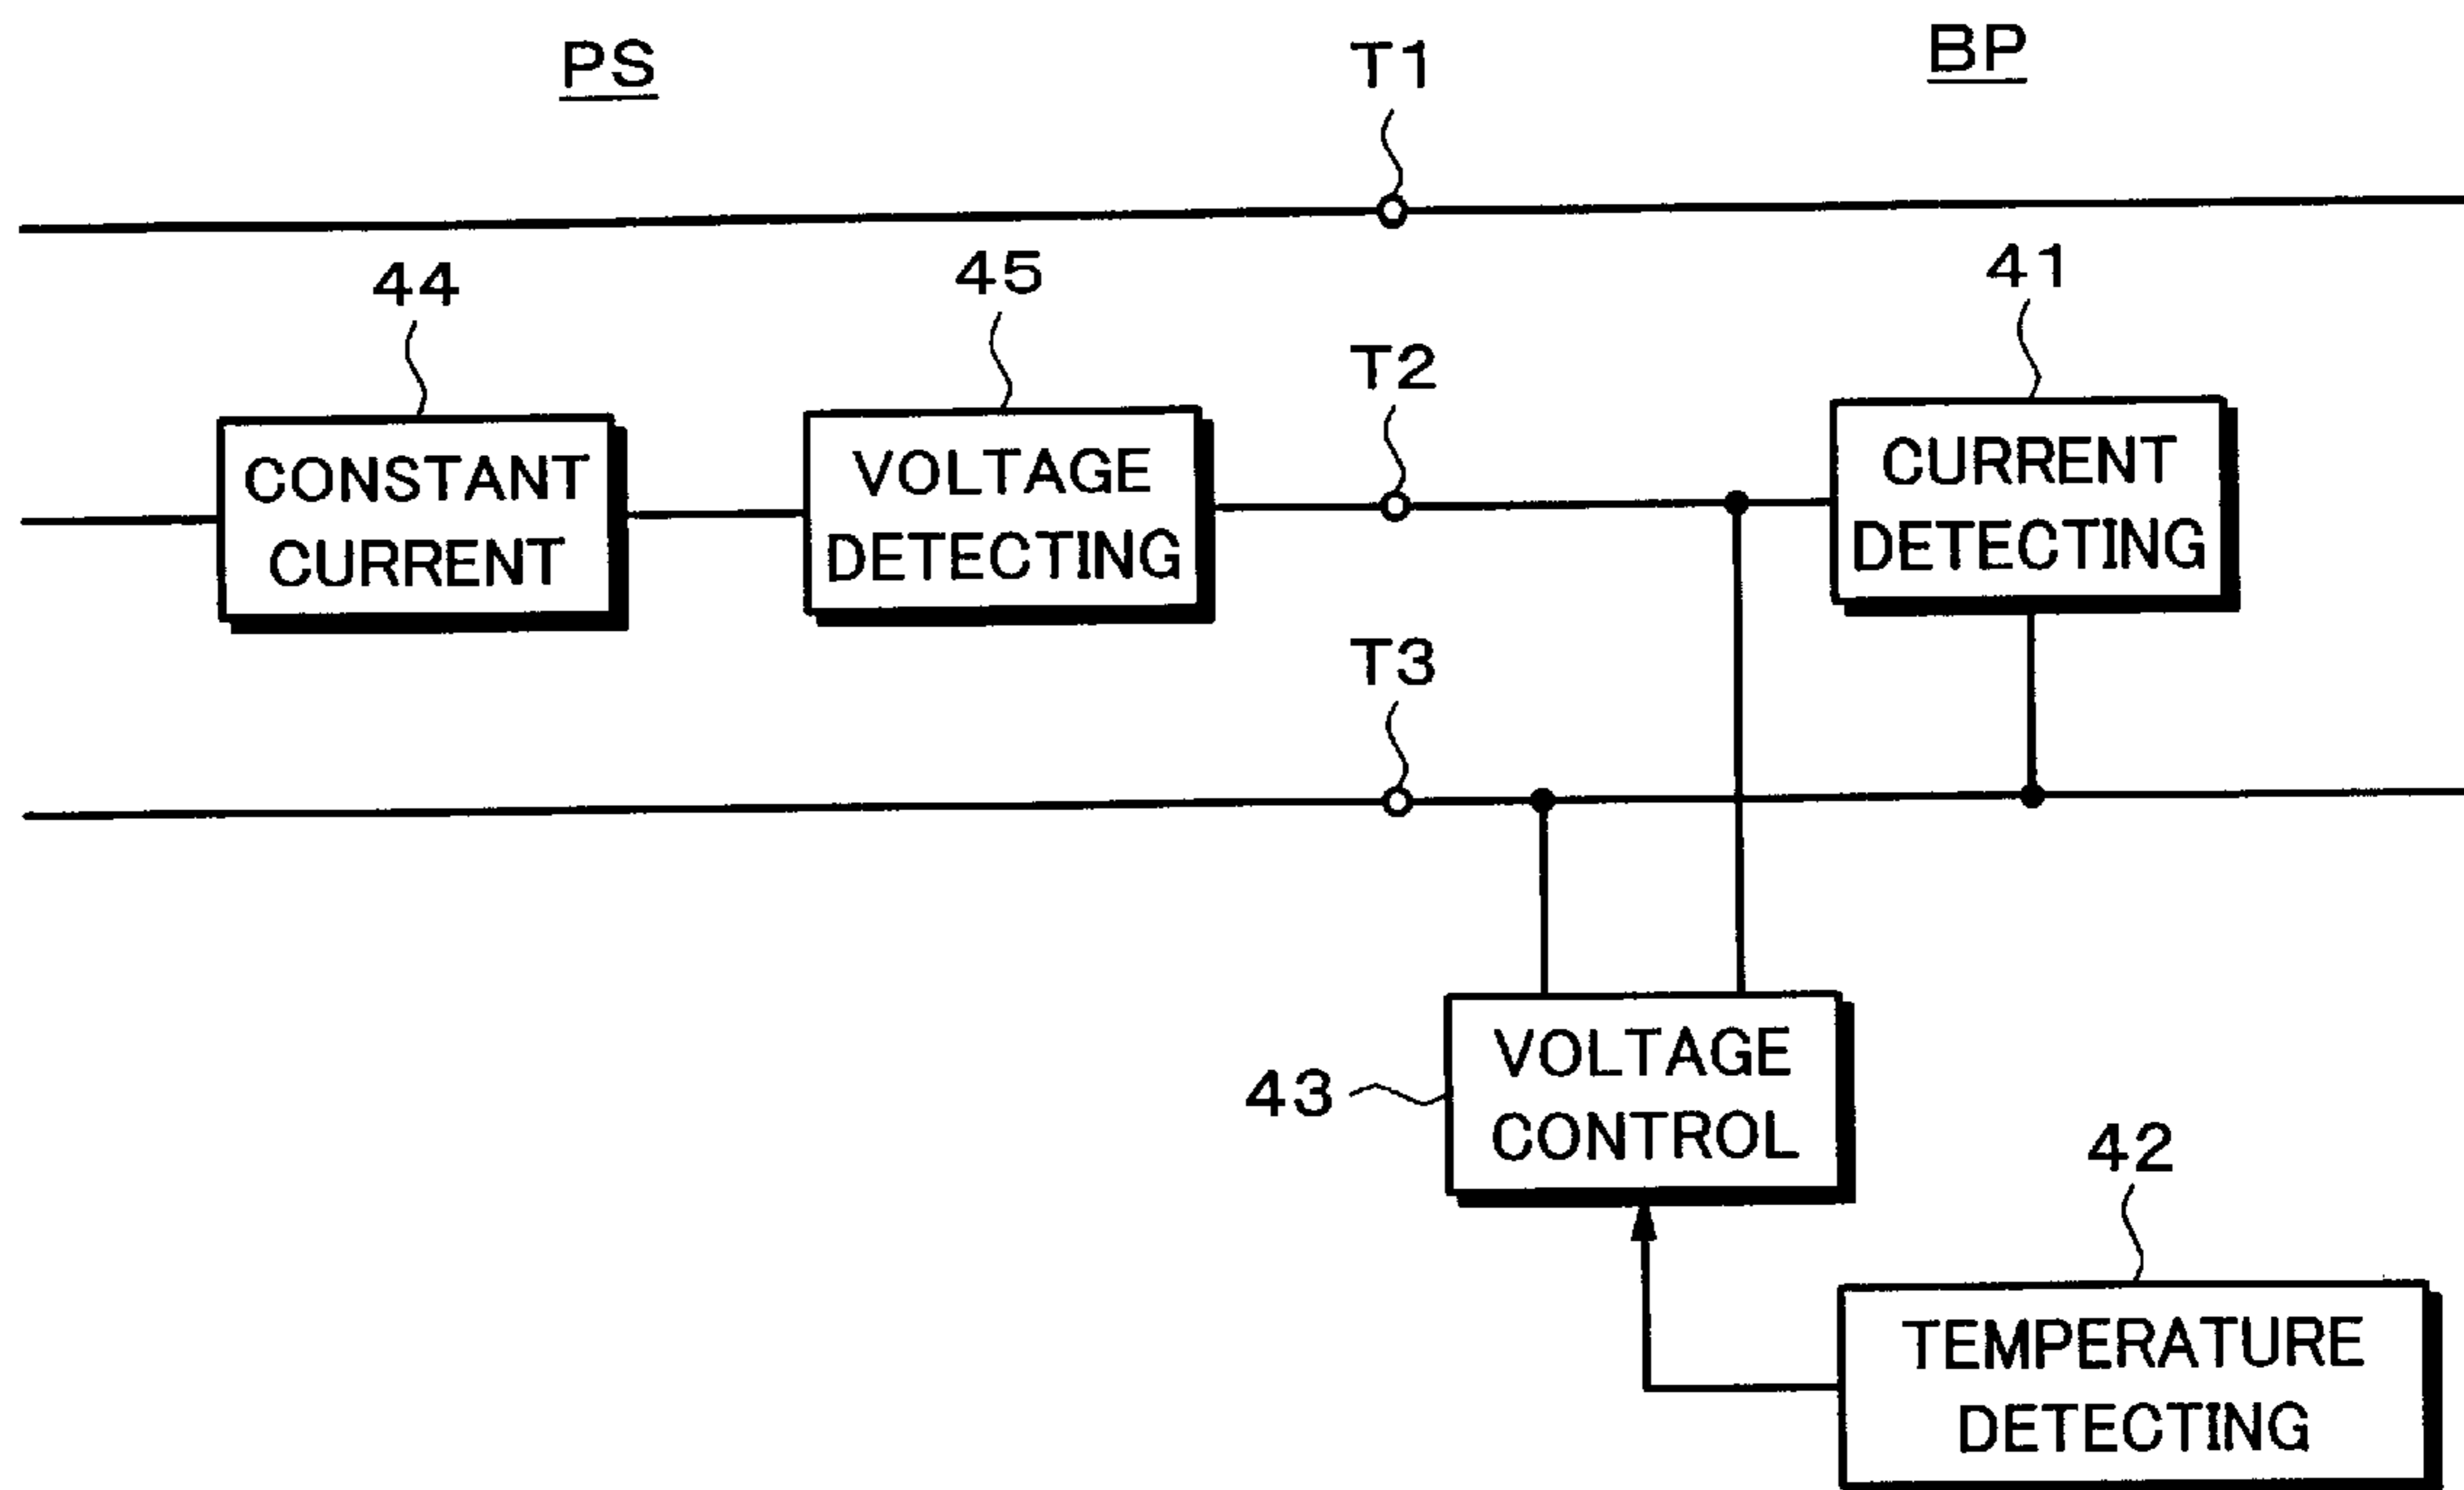 PS
T1
BP
44
45
41
T2
CONSTANT
CURRENT
VOLTAGE
DETECTING
CURRENT
DETECTING
T3
43
VOLTAGE
CONTROL
42
TEMPERATURE
DETECTING